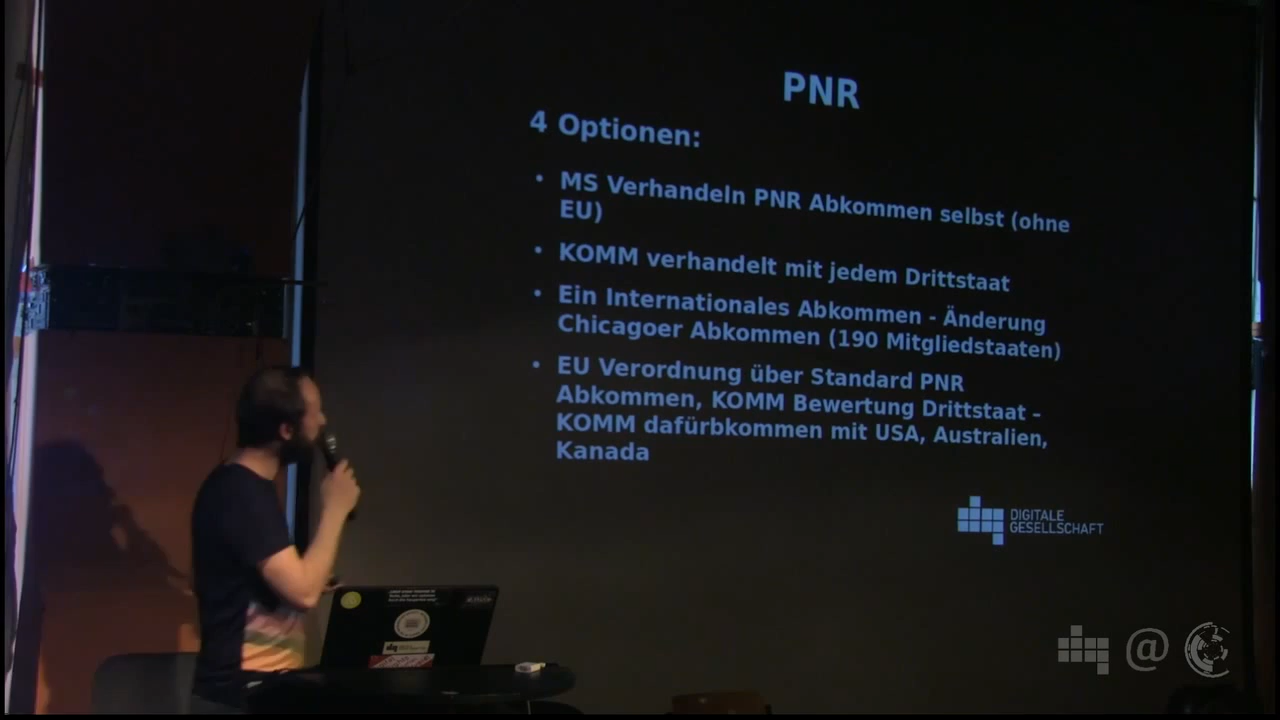 PNR
4 Optionen:
• MS Verhandeln PNR Abkommen selbst (ohne
EU)
• KOMM verhandelt mit jedem Drittstaat
• Ein Internationales Abkommen - Änderung
Chicagoer Abkommen (190 Mitgliedstaaten)
• EU Verordnung über Standard PNR
Abkommen, KOMM Bewertung Drittstaat –
KOMM dafürbkommen mit USA, Australien,
Kanada
DIGITALE
GESELLSCHAFT
@